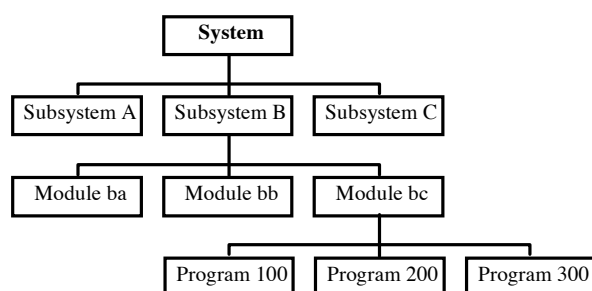 System
Subsystem A
Subsystem B
Subsystem C
Module ba
Module bb
Module bc
Program 100
Program 200
Program 300